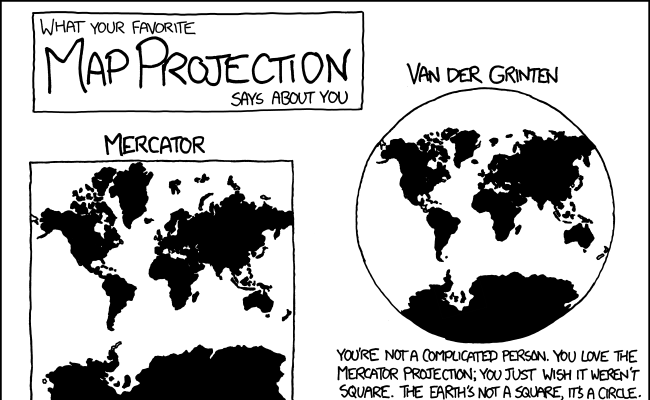 WHAT YOUR FAVORITE
MAP PROJECTION
SAYS ABOUT YOU
MERCATOR
VAN DER GRINTEN
YOU'RE NOT A COMPLICATED PERSON. YOU LOVE THE
MERCATOR PROJECTION; YOU JUST WISH IT WEREN'T
SQUARE. THE EARTH'S NOT A SQUARE, IT'S A CIRCLE.